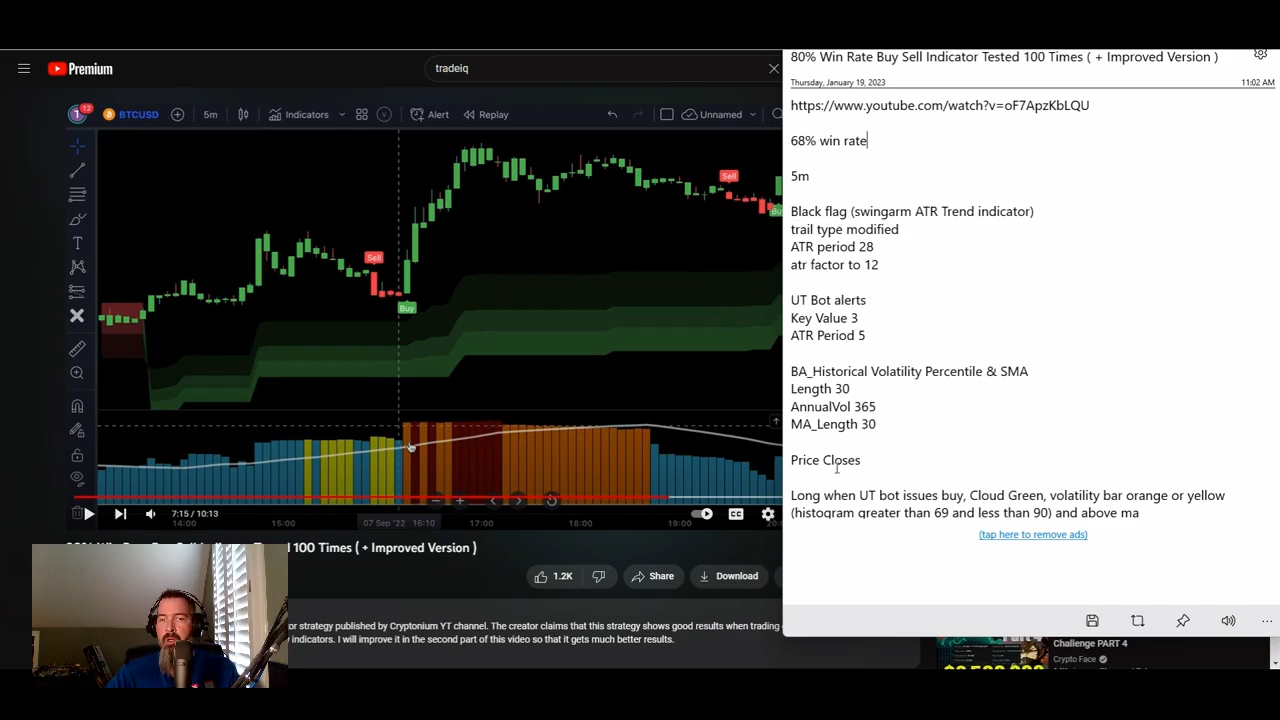 Premium
tradeiq
12
BTCUSD
5m
Indicators
Alert
Replay
Unnamed
Sell
Buy
Sell
7:15 / 10:13
CC
14:00
15:00
07 Sep '22 16:10
17:00
18:00
19:00
100 Times ( + Improved Version )
1.2K
Share
Download
or strategy published by Cryptonium YT channel. The creator claims that this strategy shows good results when trading
indicators. I will improve it in the second part of this video so that it gets much better results.
80% Win Rate Buy Sell Indicator Tested 100 Times ( + Improved Version )
Thursday, January 19, 2023
11:02 AM
https://www.youtube.com/watch?v=oF7ApzKbLQU
68% win rate
5m
Black flag (swingarm ATR Trend indicator)
trail type modified
ATR period 28
atr factor to 12
UT Bot alerts
Key Value 3
ATR Period 5
BA_Historical Volatility Percentile & SMA
Length 30
AnnualVol 365
MA_Length 30
Price Closes
Long when UT bot issues buy, Cloud Green, volatility bar orange or yellow
(histogram greater than 69 and less than 90) and above ma
(tap here to remove ads)
Challenge PART 4
Crypto Face